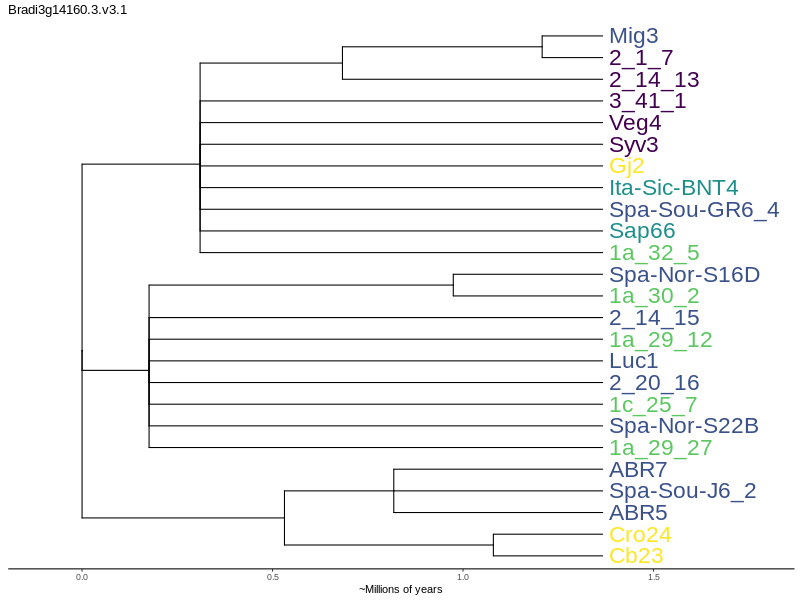 Bradi3g14160.3.v3.1
Mig3
2_1_7
2_14_13
3_41_1
Veg4
Syv3
Gj2
Ita-Sic-BNT4
Spa-Sou-GR6_4
Sap66
1a_32_5
Spa-Nor-S16D
1a_30_2
2_14_15
1a_29_12
Luc1
2_20_16
1c_25_7
Spa-Nor-S22B
1a_29_27
ABR7
Spa-Sou-J6_2
ABR5
Cro24
Cb23
0.0 0.5 1.0 1.5
~Millions of years